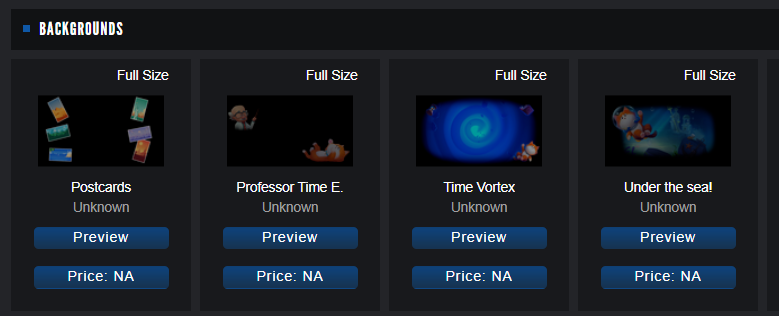 BACKGROUNDS
Full Size
Postcards
Unknown
Preview
Price: NA
Full Size
Professor Time E.
Unknown
Preview
Price: NA
Full Size
Time Vortex
Unknown
Preview
Price: NA
Full Size
Under the sea!
Unknown
Preview
Price: NA